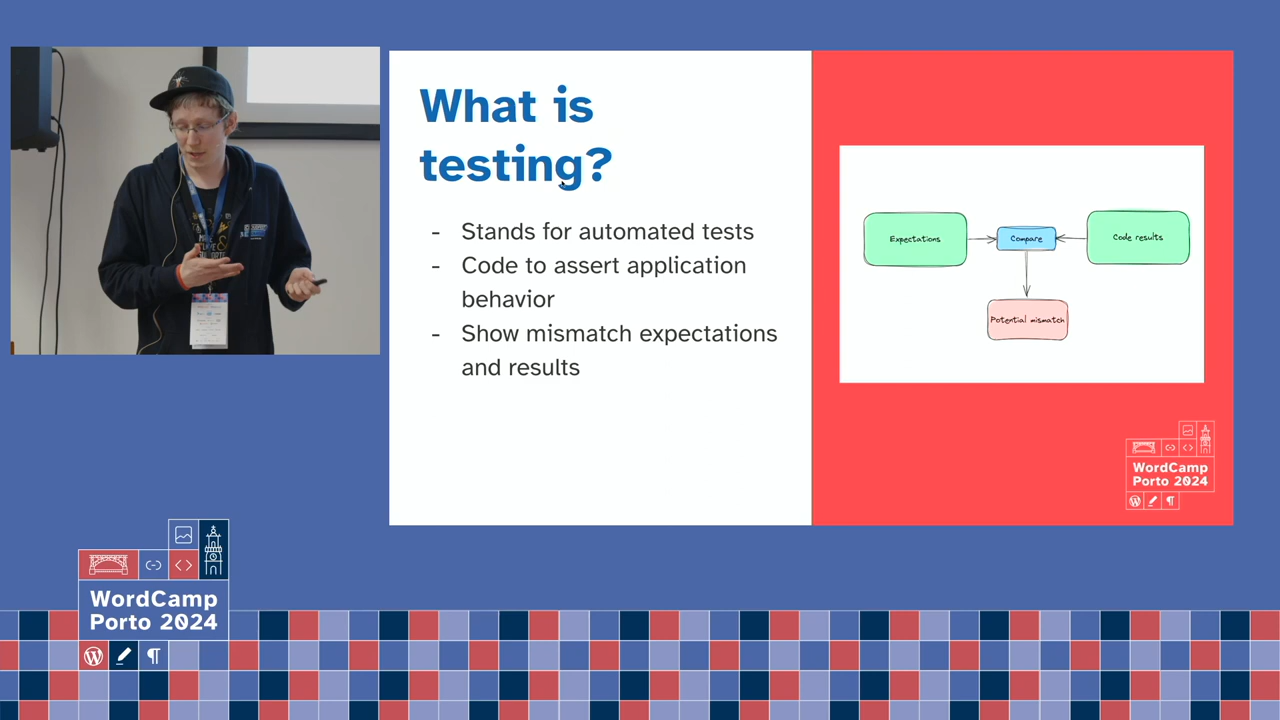 What is
testing?
- Stands for automated tests
- Code to assert application
behavior
- Show mismatch expectations
and results
Expectations
Compare
Code results
Potential mismatch
WordCamp
Porto 2024
WordCamp
Porto 2024